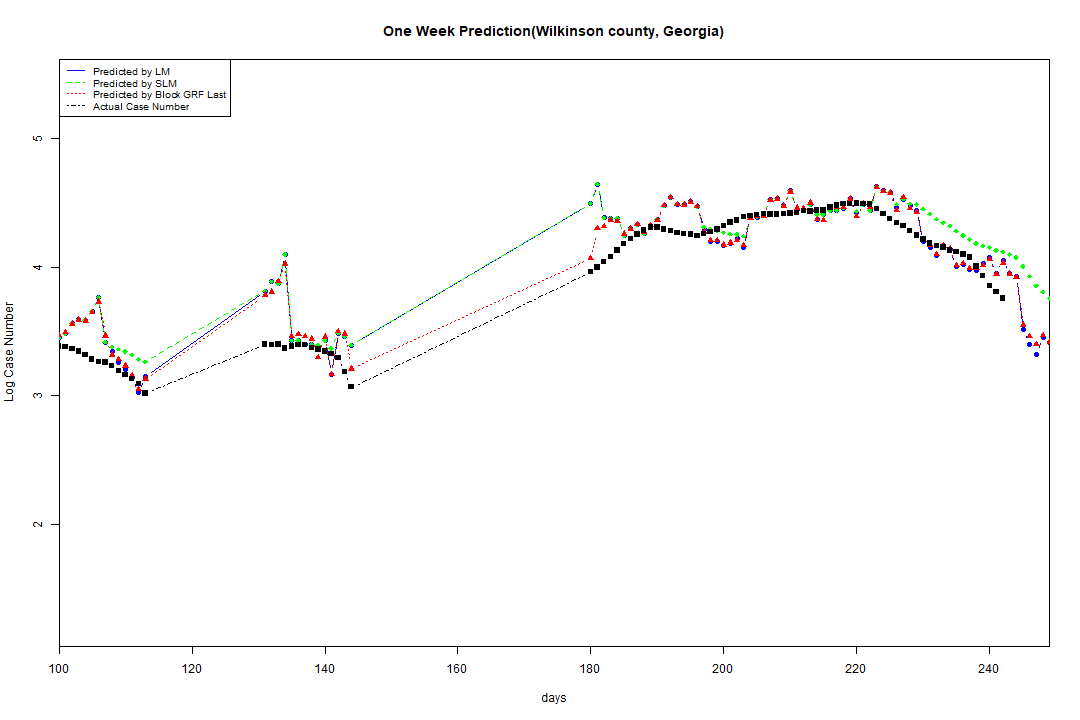 One Week Prediction(Wilkinson county, Georgia)
Predicted by LM
Predicted by SLM
Predicted by Block GRF Last
Actual Case Number
5
4
3
2
Log Case Number
100 120 140 160 180 200 220 240
days